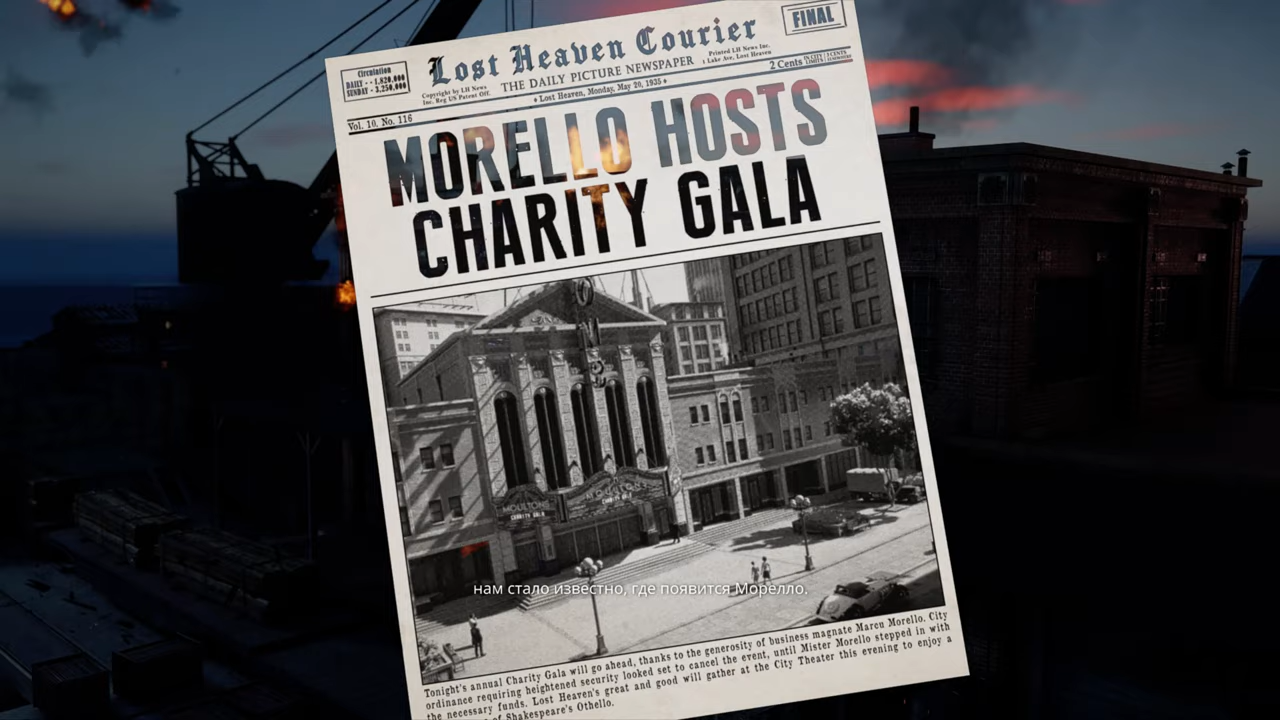 Lost Heaven Courier
FINAL
Circulation
DAILY - - 1,820,000
SUNDAY - 3,250,000
Copyright by LH News
Inc. Reg US Patent Off.
THE DAILY PICTURE NEWSPAPER
Printed LH News Inc.
1 Lake Ave, Lost Heaven
2 Cents
Vol. 10, No. 116
Lost Heaven, Monday, May 20, 1935
MORELLO HOSTS
CHARITY GALA
MOULTONS
CHARITY GALA
CHARITY GALA
нам стало известно, где появится Морелло.
Tonight's annual Charity Gala will go ahead, thanks to the generosity of business magnate Marcu Morello. City
ordinance requiring heightened security looked set to cancel the event, until Mister Morello stepped in with
the necessary funds. Lost Heaven's great and good will gather at the City Theater this evening to enjoy a
of Shakespeare's Othello.